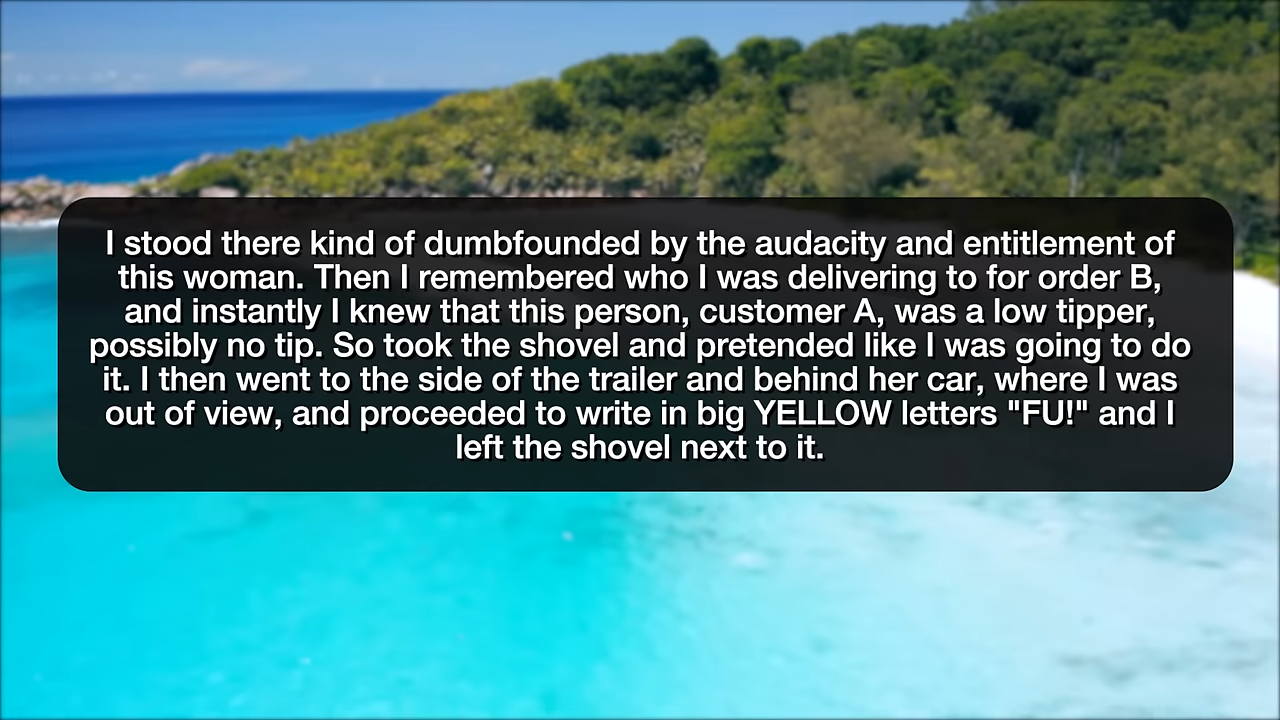 I stood there kind of dumbfounded by the audacity and entitlement of
this woman. Then I remembered who I was delivering to for order B,
and instantly I knew that this person, customer A, was a low tipper,
possibly no tip. So took the shovel and pretended like I was going to do
it. I then went to the side of the trailer and behind her car, where I was
out of view, and proceeded to write in big YELLOW letters "FU!" and I
left the shovel next to it.